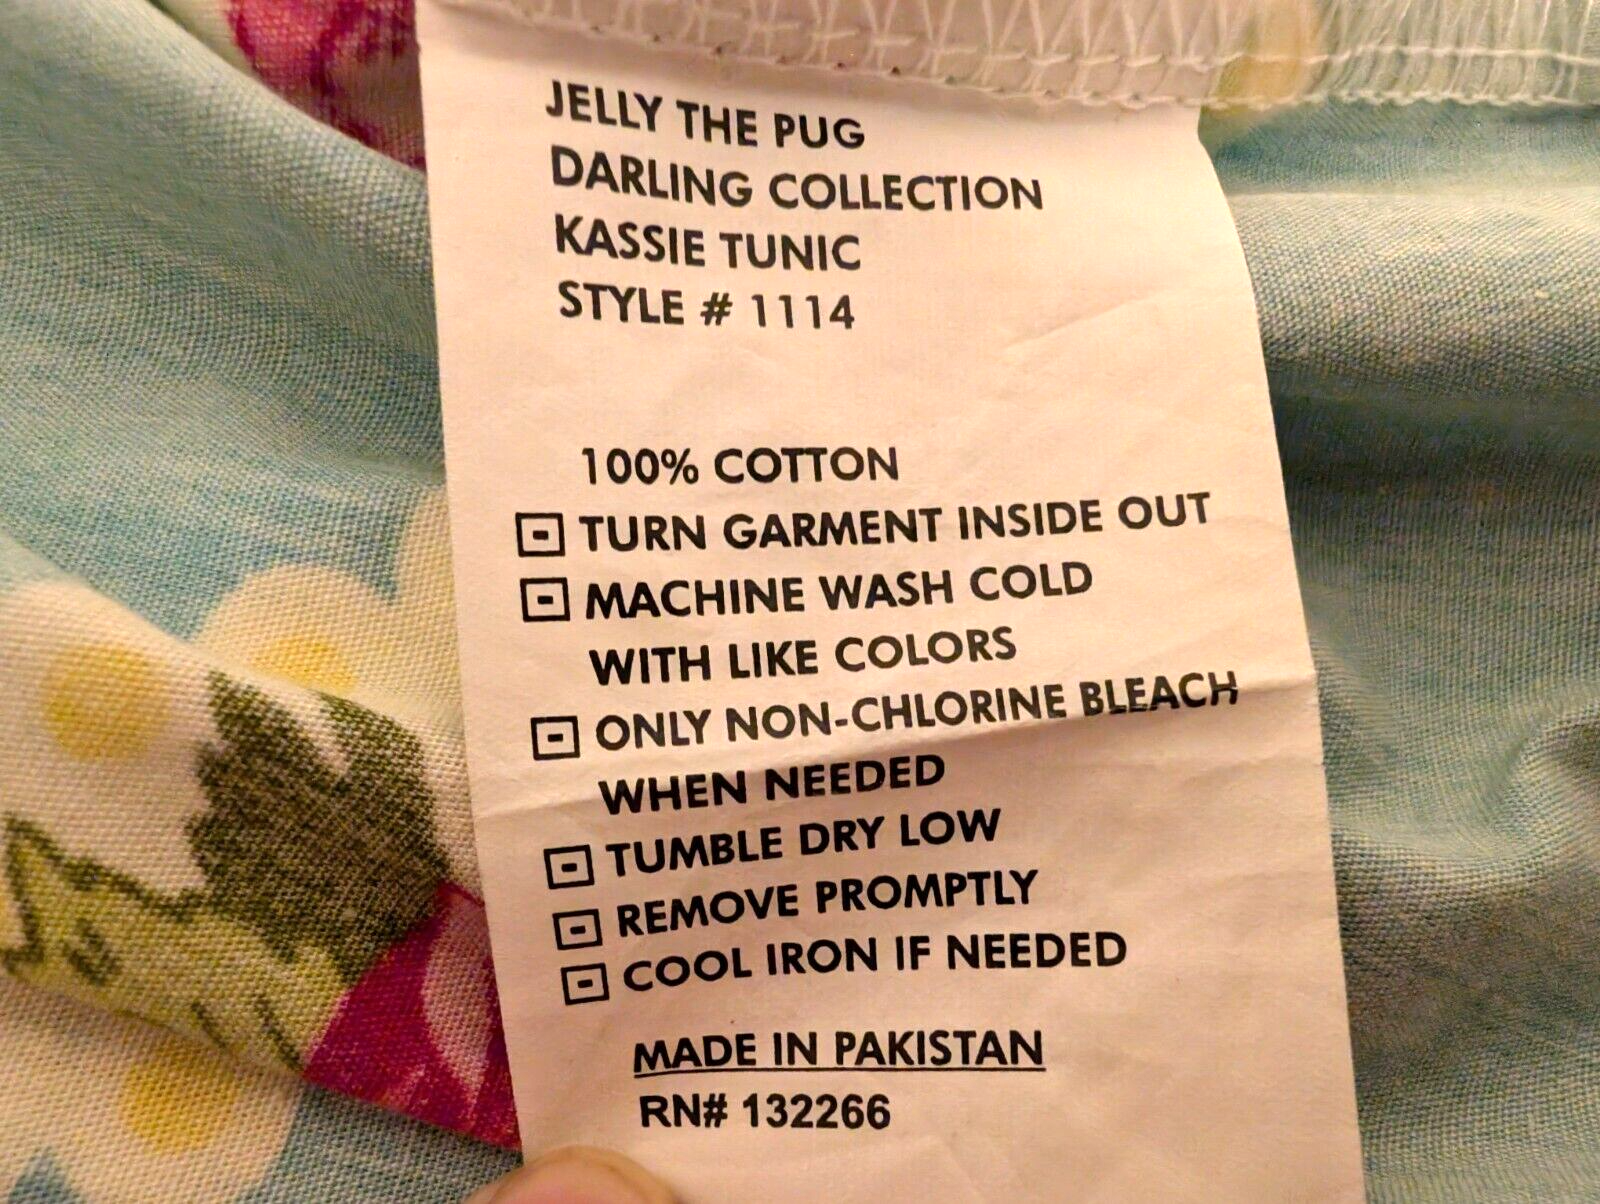 JELLY THE PUG
DARLING COLLECTION
KASSIE TUNIC
STYLE # 1114
100% COTTON
TURN GARMENT INSIDE OUT
MACHINE WASH COLD
WITH LIKE COLORS
ONLY NON-CHLORINE BLEACH
WHEN NEEDED
TUMBLE DRY LOW
REMOVE PROMPTLY
COOL IRON IF NEEDED
MADE IN PAKISTAN
RN# 132266